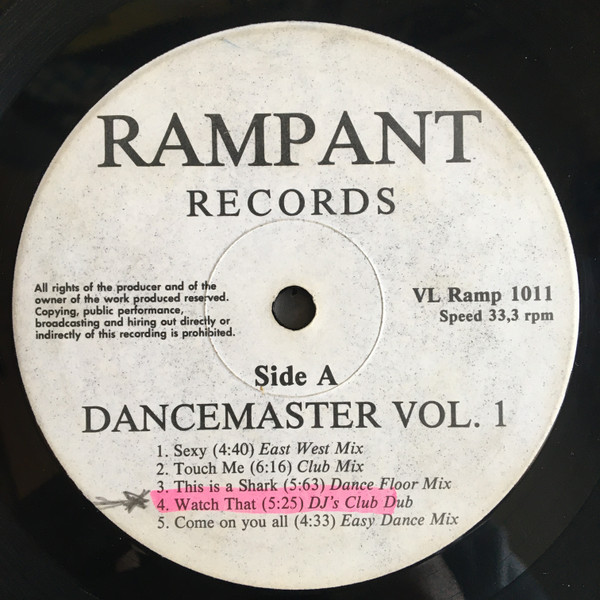 RAMPANT
RECORDS
All rights of the producer and of the
owner of the work produced reserved.
Copying, public performance,
broadcasting and hiring out directly or
indirectly of this recording is prohibited.
VL Ramp 1011
Speed 33,3 rpm
Side A
DANCEMASTER VOL. 1
1. Sexy (4:40) East West Mix
2. Touch Me (6:16) Club Mix
3. This is a Shark (5:63) Dance Floor Mix
4. Watch That (5:25) DJ's Club Dub
5. Come on you all (4:33) Easy Dance Mix